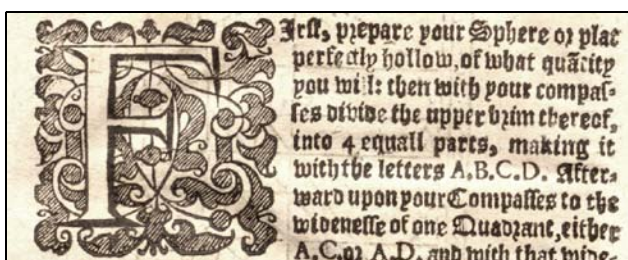 FIrst, prepare your Sphere or plat
perfectly hollow, of what quãtity
you will: then with your compas-
ses divide the upper brim thereof,
into 4 equall parts, making it
with the letters A.B.C.D. After-
ward upon your Compasses to the
widenesse of one Quadrant, either
A.C. or A.D. and with that wide-